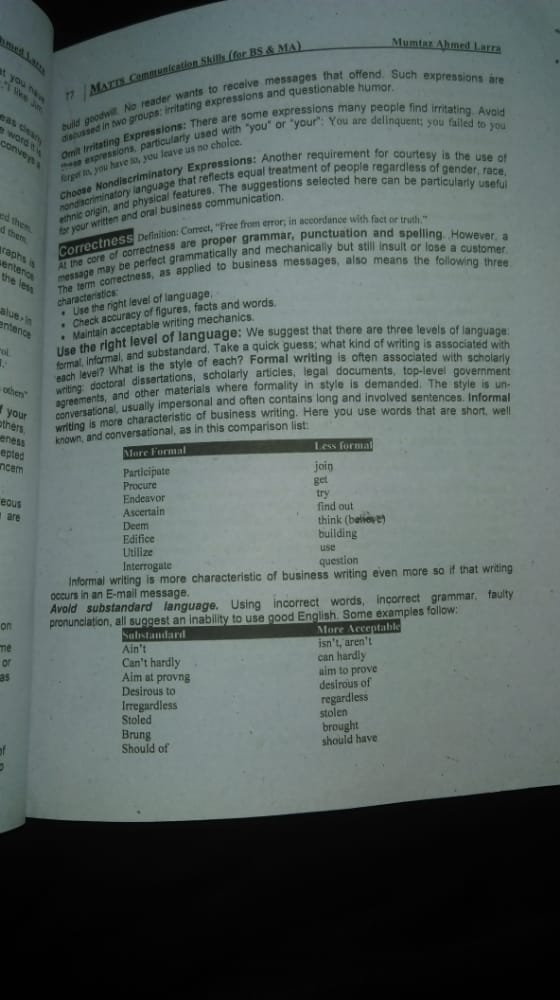 77 MATTS Communication Skills (for BS & MA) Mumtaz Ahmed Larra
build goodwill. No reader wants to receive messages that offend. Such expressions are
discussed in two groups: irritating expressions and questionable humor.
Omit Irritating Expressions: There are some expressions many people find irritating. Avoid
these expressions, particularly used with "you" or "your": You are delinquent; you failed to you
forget to, you have to, you leave us no choice.
Choose Nondiscriminatory Expressions: Another requirement for courtesy is the use of
nondiscriminatory language that reflects equal treatment of people regardless of gender, race,
ethnic origin, and physical features. The suggestions selected here can be particularly useful
for your written and oral business communication.
Correctness Definition: Correct, "Free from error; in accordance with fact or truth."
At the core of correctness are proper grammar, punctuation and spelling. However, a
message may be perfect grammatically and mechanically but still insult or lose a customer.
The term correctness, as applied to business messages, also means the following three
characteristics:
• Use the right level of language.
• Check accuracy of figures, facts and words.
• Maintain acceptable writing mechanics.
Use the right level of language: We suggest that there are three levels of language:
formal, informal, and substandard. Take a quick guess; what kind of writing is associated with
each level? What is the style of each? Formal writing is often associated with scholarly
writing: doctoral dissertations, scholarly articles, legal documents, top-level government
agreements, and other materials where formality in style is demanded. The style is un-
conversational, usually impersonal and often contains long and involved sentences. Informal
writing is more characteristic of business writing. Here you use words that are short, well
known, and conversational, as in this comparison list:
More Formal Less formal
Participate join
Procure get
Endeavor try
Ascertain find out
Deem think (believe)
Edifice building
Utilize use
Interrogate question
Informal writing is more characteristic of business writing even more so if that writing
occurs in an E-mail message.
Avoid substandard language. Using incorrect words, incorrect grammar, faulty
pronunciation, all suggest an inability to use good English. Some examples follow:
Substandard More Acceptable
Ain't isn't, aren't
Can't hardly can hardly
Aim at provng aim to prove
Desirous to desirous of
Irregardless regardless
Stoled stolen
Brung brought
Should of should have